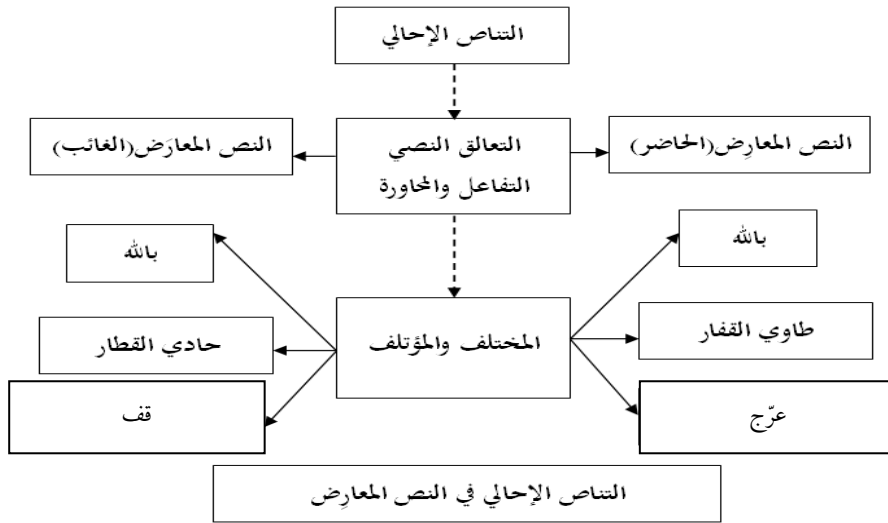 التناص الإحالي
النص المعارِض(الحاضر)
التعالق النصي
التفاعل والمحاورة
النص المعارَض(الغائب)
بالله
بالله
المختلف والمؤتلف
طاوي القفار
حادي القطار
عرّج
قف
التناص الإحالي في النص المعارِض